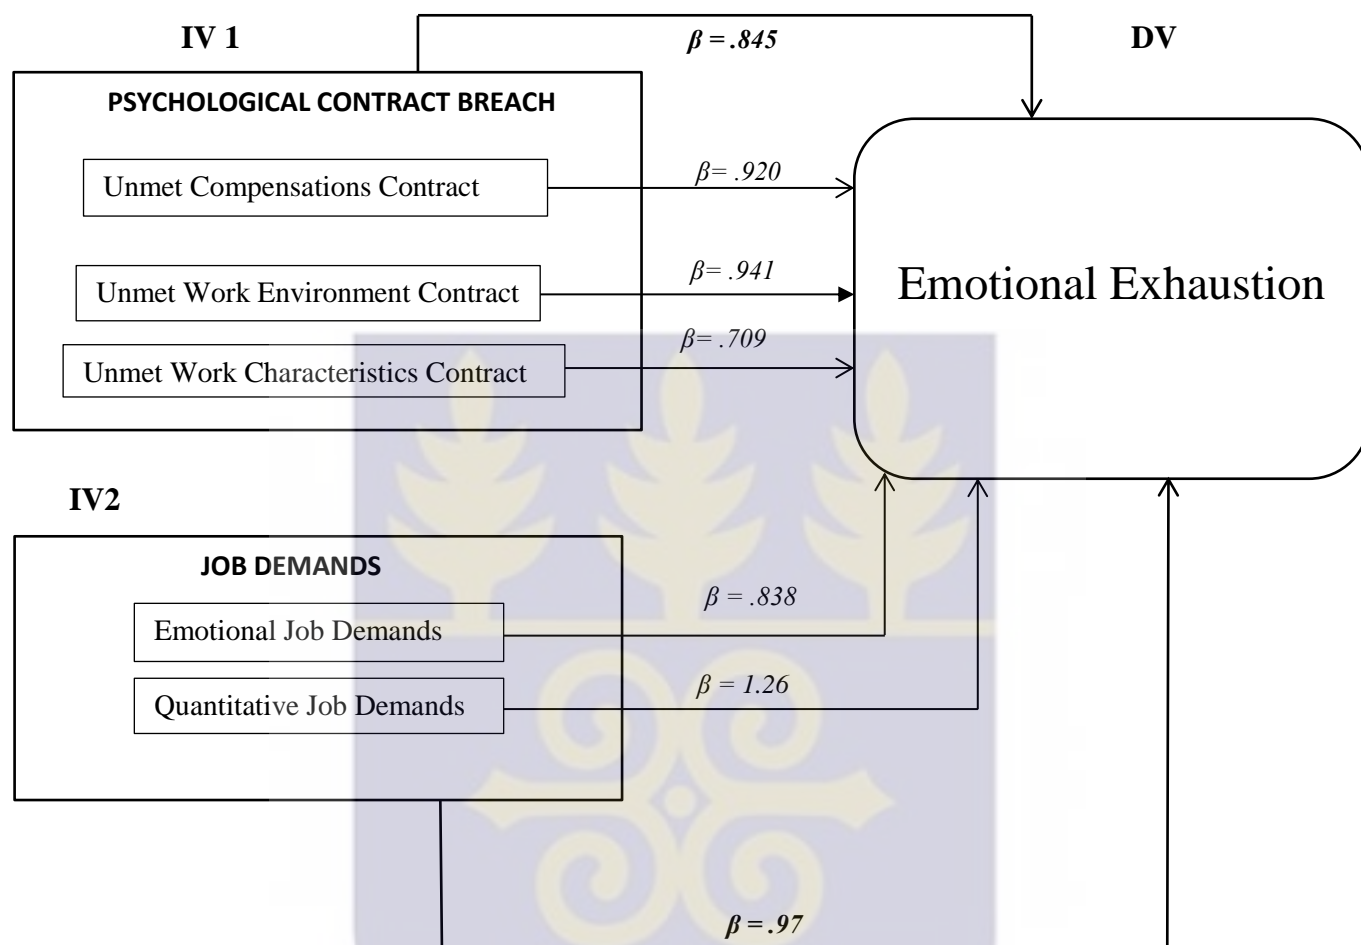 IV 1
β = .845
DV
PSYCHOLOGICAL CONTRACT BREACH
Unmet Compensations Contract
β= .920
Unmet Work Environment Contract
β= .941
Unmet Work Characteristics Contract
β= .709
Emotional Exhaustion
IV2
JOB DEMANDS
Emotional Job Demands
β = .838
Quantitative Job Demands
β = 1.26
β = .97